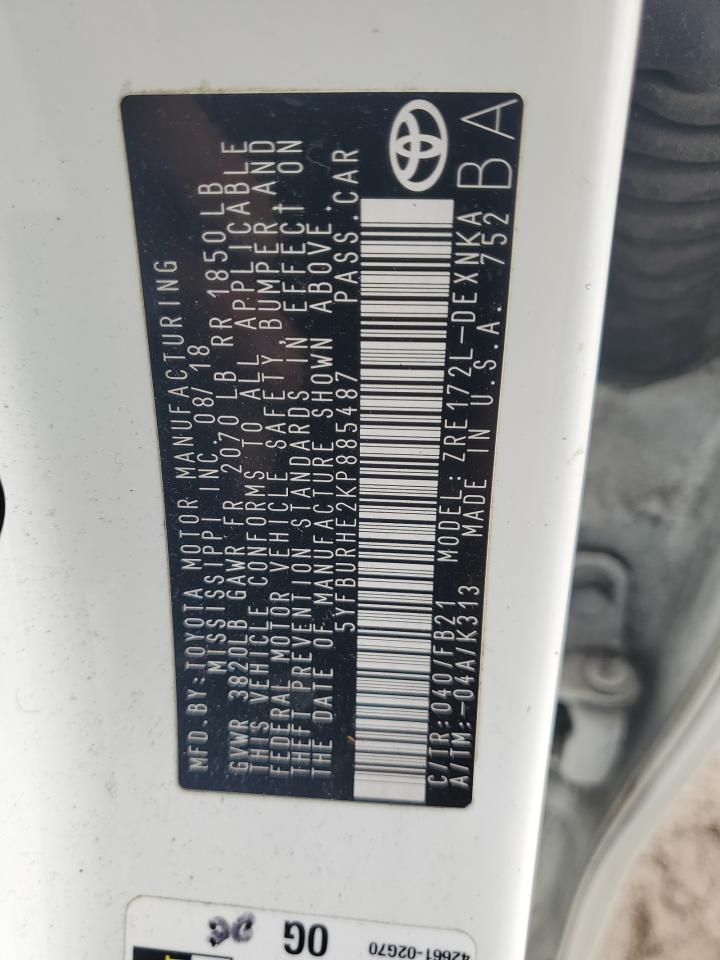 MFD.BY:TOYOTA MOTOR MANUFACTURING
MISSISSIPPI INC. 08/18
GVWR 3820LB GAWR FR 2070 LB RR 1850LB
THIS VEHICLE CONFORMS TO ALL APPLICABLE
FEDERAL MOTOR VEHICLE SAFETY, BUMPER AND
THEFT PREVENTION STANDARDS IN EFFECT ON
THE DATE OF MANUFACTURE SHOWN ABOVE.
5YFBURHE2KP885487 PASS.CAR
C/TR:040/FB21 MODEL:ZRE172L-DEXNKA
A/TM:-04A/K313 MADE IN U.S.A. 752
BA
42661-02G70
0G